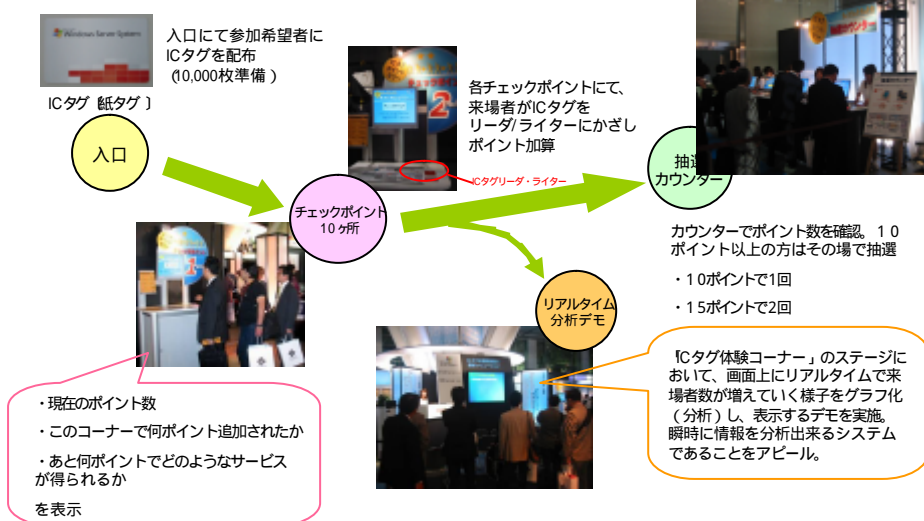 Windows Server System
ICタグ〔紙タグ〕
入口にて参加希望者に
ICタグを配布
(10,000枚準備)
入口
2
各チェックポイントにて、
来場者がICタグを
リーダ/ライターにかざし
ポイント加算
ICタグリーダ・ライター
チェックポイント
10ヶ所
1
抽選
カウンター
カウンターでポイント数を確認。10
ポイント以上の方はその場で抽選
・10ポイントで1回
・15ポイントで2回
リアルタイム
分析デモ
・現在のポイント数
・このコーナーで何ポイント追加されたか
・あと何ポイントでどのようなサービス
が得られるか
を表示
「ICタグ体験コーナー」のステージに
おいて、画面上にリアルタイムで来
場者数が増えていく様子をグラフ化
(分析)し、表示するデモを実施。
瞬時に情報を分析出来るシステム
であることをアピール。